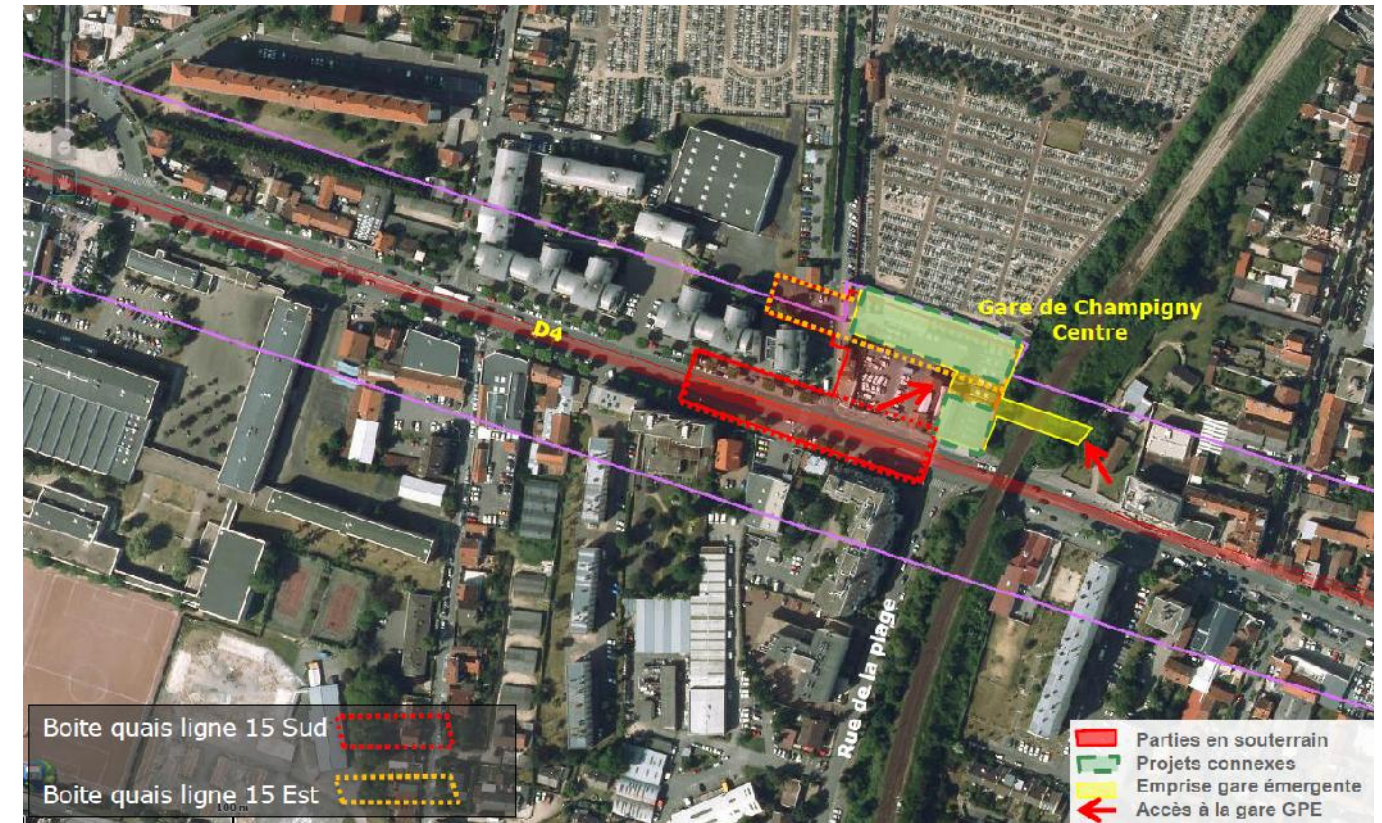 D4
Gare de Champigny
Centre
Rue de la plage
Boite quais ligne 15 Sud
Boite quais ligne 15 Est
100 m
Parties en souterrain
Projets connexes
Emprise gare émergente
Accès à la gare GPE